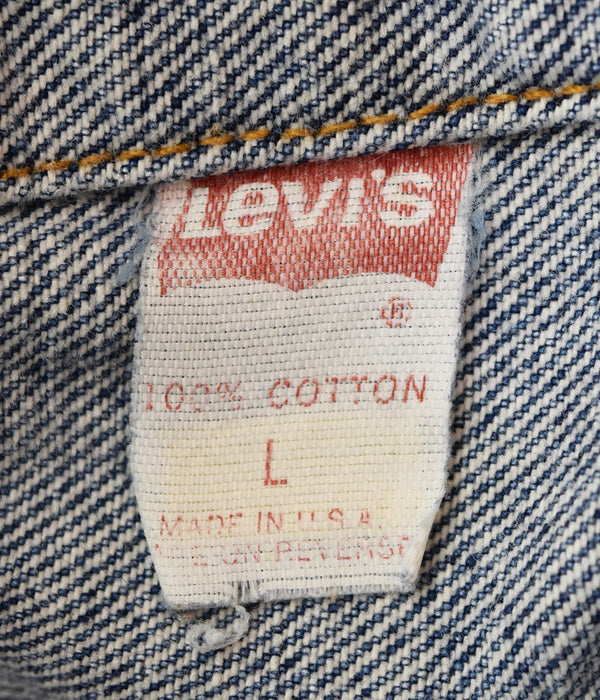 Levi's
®
100% COTTON
L
MADE IN U.S.A.
ON REVERSE